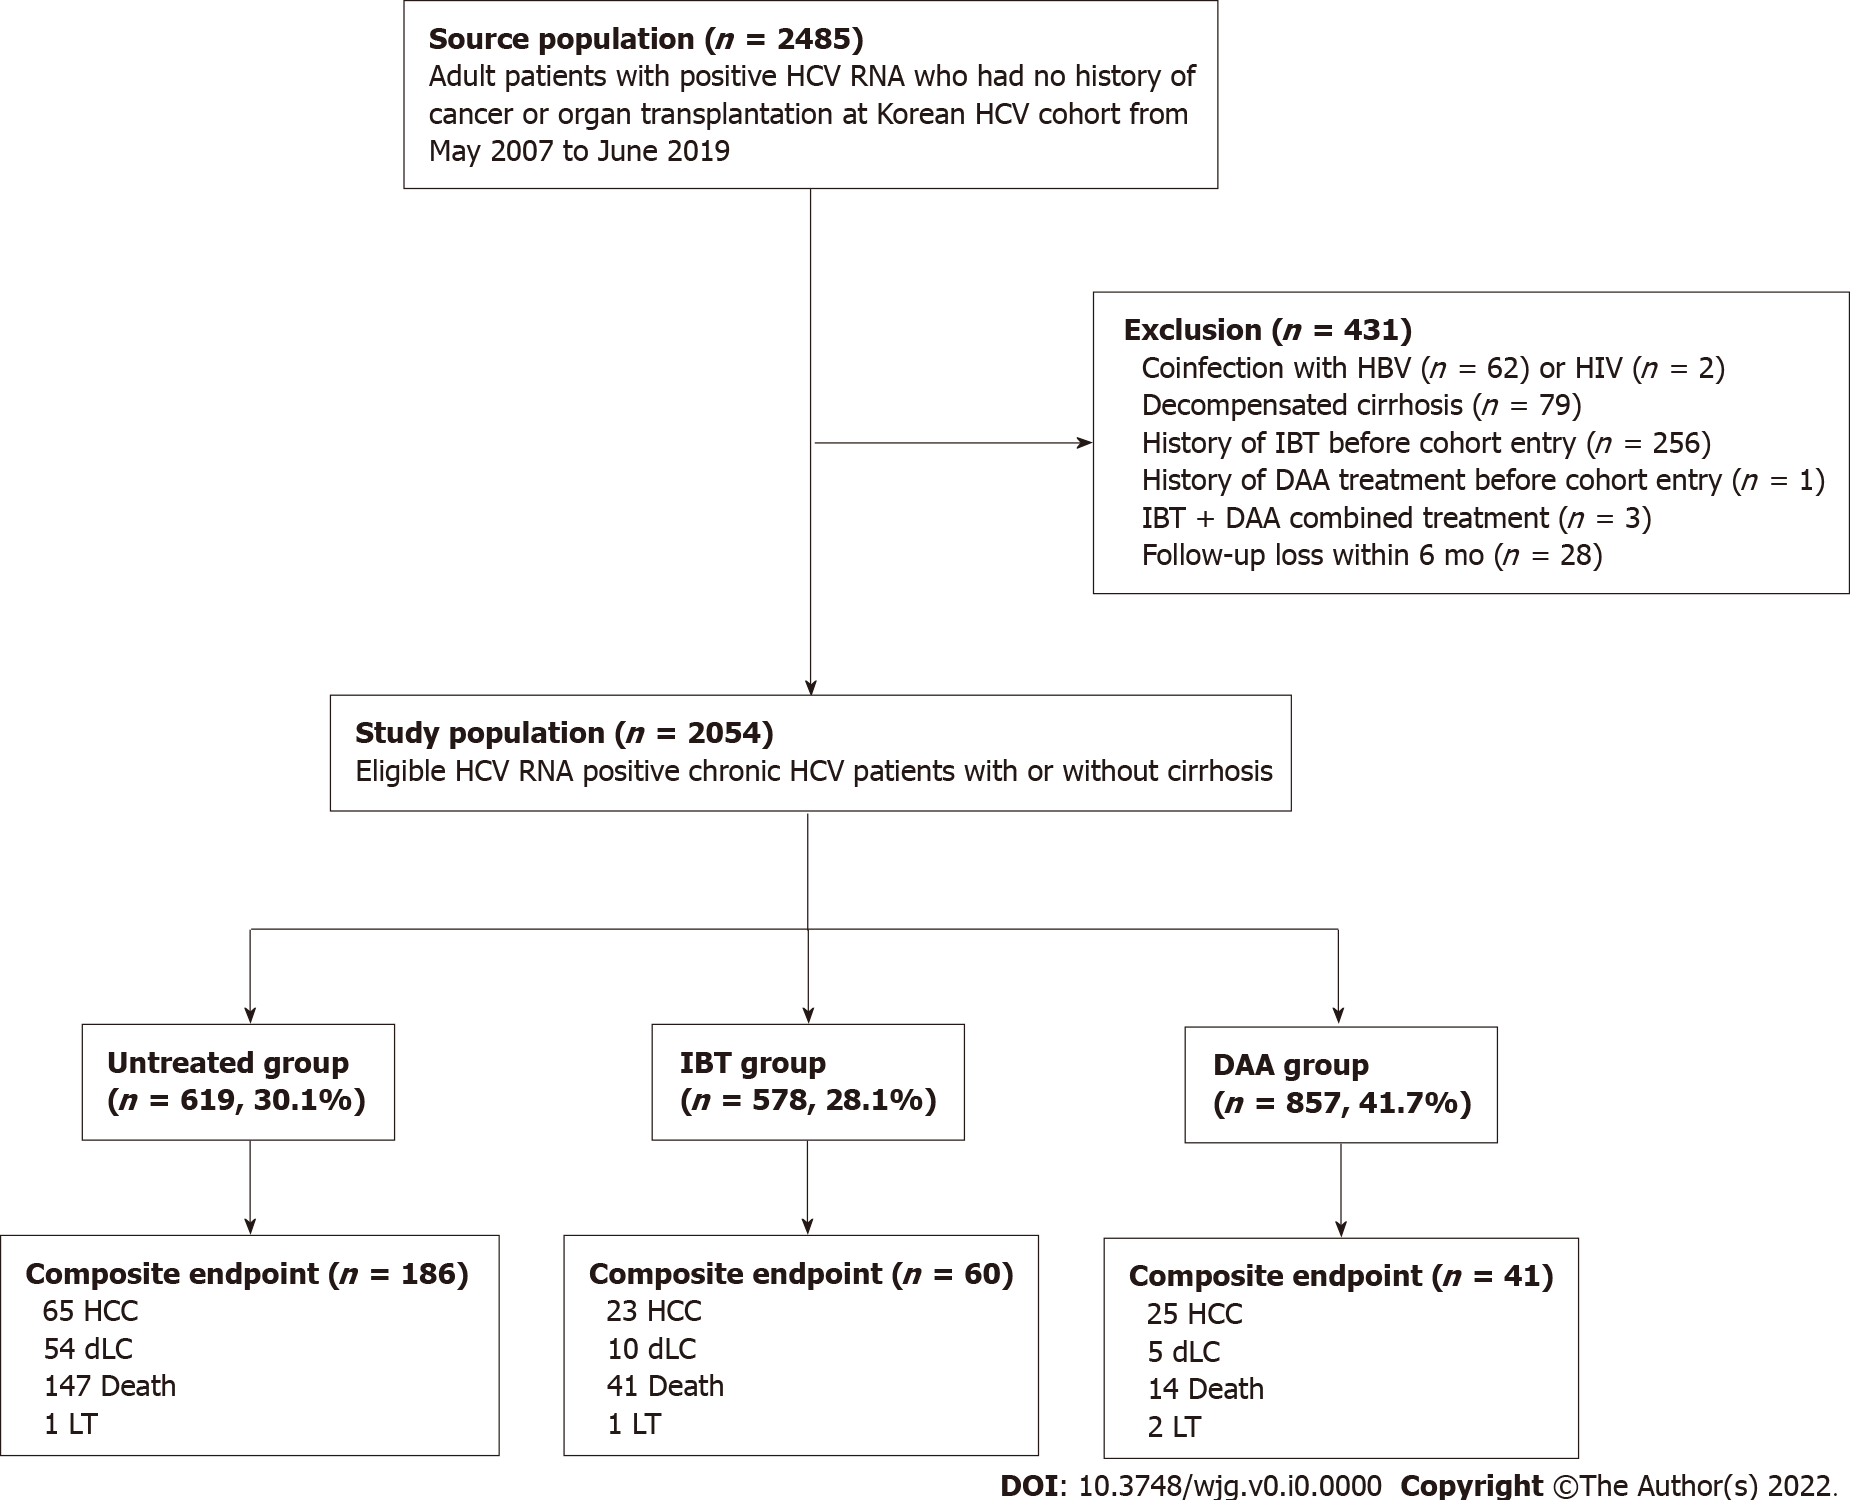 Source population (n = 2485)
Adult patients with positive HCV RNA who had no history of
cancer or organ transplantation at Korean HCV cohort from
May 2007 to June 2019
Exclusion (n = 431)
Coinfection with HBV (n = 62) or HIV (n = 2)
Decompensated cirrhosis (n = 79)
History of IBT before cohort entry (n = 256)
History of DAA treatment before cohort entry (n = 1)
IBT + DAA combined treatment (n = 3)
Follow-up loss within 6 mo (n = 28)
Study population (n = 2054)
Eligible HCV RNA positive chronic HCV patients with or without cirrhosis
Untreated group
(n = 619, 30.1%)
IBT group
(n = 578, 28.1%)
DAA group
(n = 857, 41.7%)
Composite endpoint (n = 186)
65 HCC
54 dLC
147 Death
1 LT
Composite endpoint (n = 60)
23 HCC
10 dLC
41 Death
1 LT
Composite endpoint (n = 41)
25 HCC
5 dLC
14 Death
2 LT
DOI: 10.3748/wjg.v0.i0.0000 Copyright ©The Author(s) 2022.